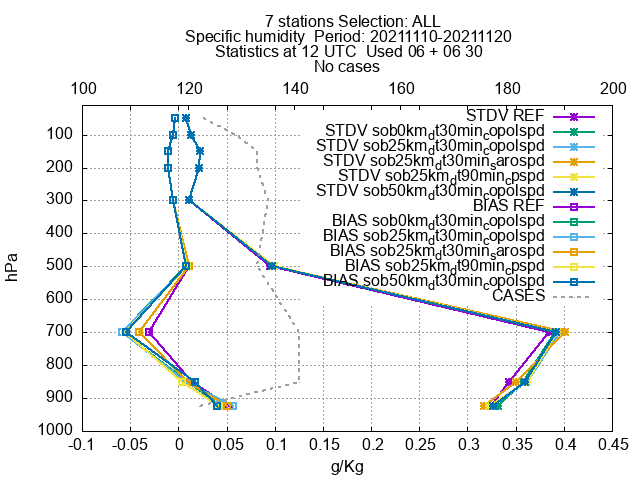 7 stations Selection: ALL
Specific humidity  Period: 20211110-20211120
Statistics at 12 UTC  Used 06 + 06 30
No cases
100 120 140 160 180 200
STDV REF
STDV sob0km_dt30min_copolspd
STDV sob25km_dt30min_copolspd
STDV sob25km_dt30min_sarospd
STDV sob25km_dt90min_cpspd
STDV sob50km_dt30min_copolspd
BIAS REF
BIAS sob0km_dt30min_copolspd
BIAS sob25km_dt30min_copolspd
BIAS sob25km_dt30min_sarospd
BIAS sob25km_dt90min_cpspd
BIAS sob50km_dt30min_copolspd
CASES
100
200
300
400
500
600
700
800
900
1000
hPa
-0.1 -0.05 0 0.05 0.1 0.15 0.2 0.25 0.3 0.35 0.4 0.45
g/Kg